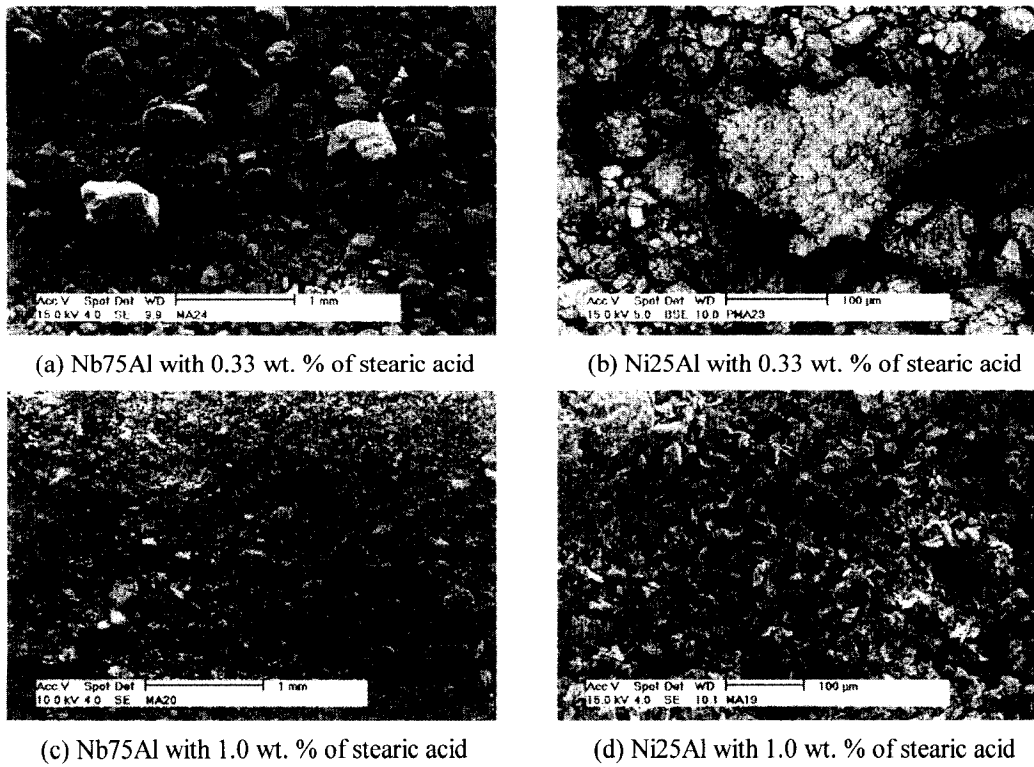 Acc.V Spot Det WD 1 mm
15.0 kV 4.0 SE 9.9 MA24
Acc.V Spot Det WD 100 µm
15.0 kV 5.0 BSE 10.0 PMA23
(a) Nb75Al with 0.33 wt. % of stearic acid
(b) Ni25Al with 0.33 wt. % of stearic acid
Acc.V Spot Det 1 mm
10.0 kV 4.0 SE MA20
Acc.V Spot Det WD 100 µm
15.0 kV 4.0 SE 10.1 MA19
(c) Nb75Al with 1.0 wt. % of stearic acid
(d) Ni25Al with 1.0 wt. % of stearic acid